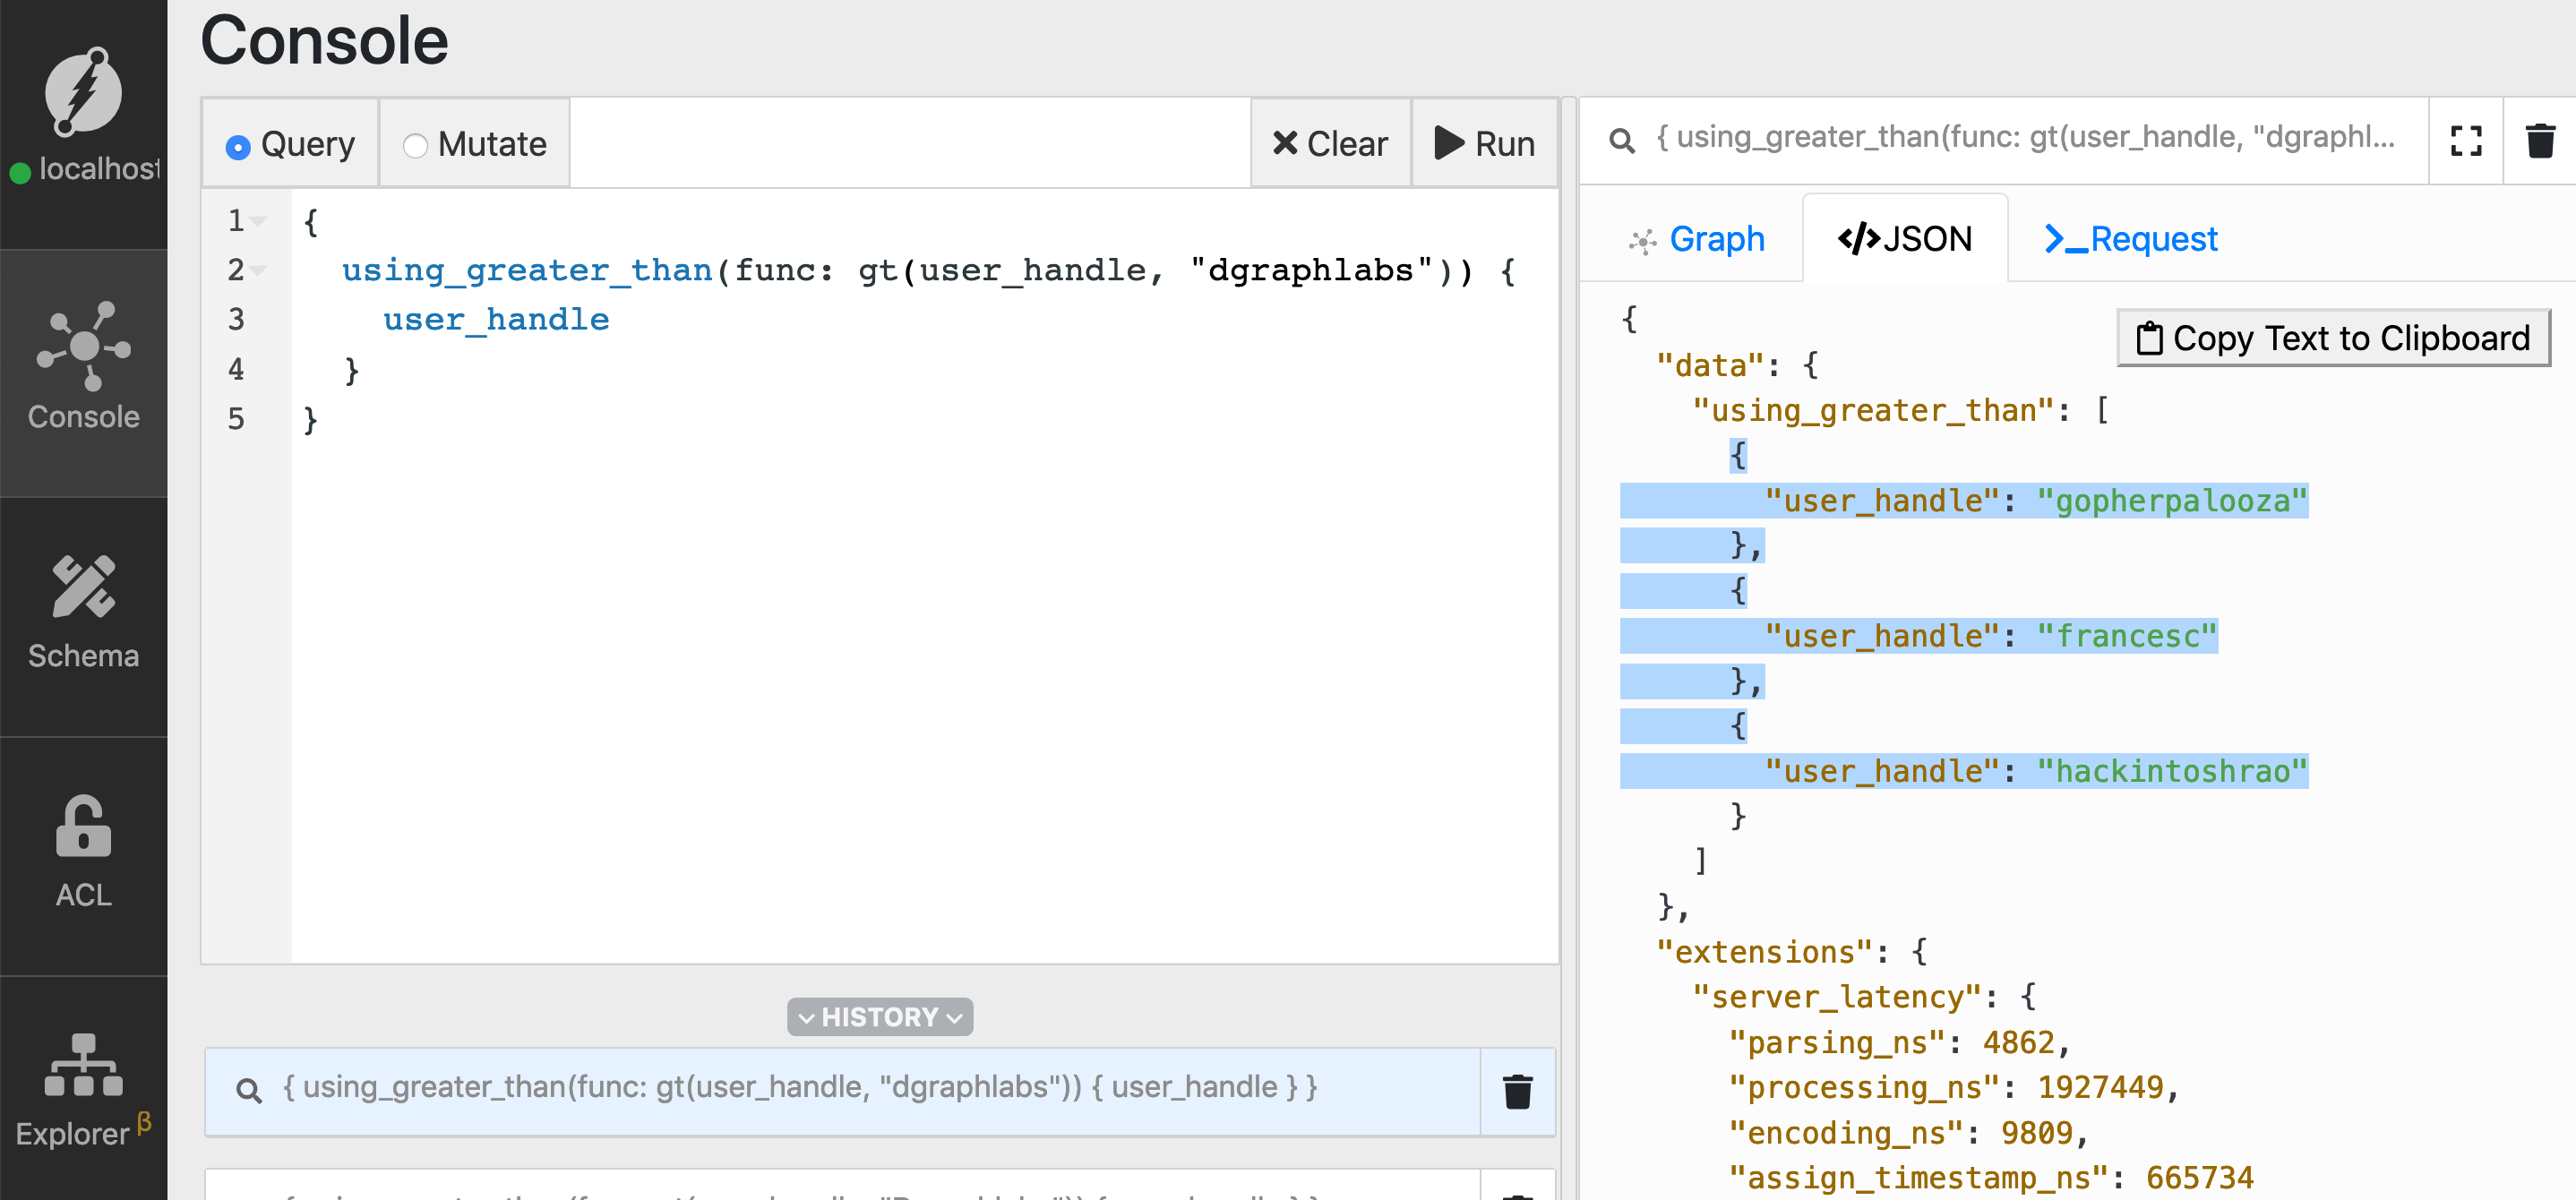 Console
localhost
Console
Schema
ACL
Explorer β
Query
Mutate
Clear
Run
1
2
3
4
5
{
using_greater_than(func: gt(user_handle, "dgraphlabs")) {
user_handle
}
}
HISTORY
{ using_greater_than(func: gt(user_handle, "dgraphlabs")) { user_handle } }
{ using_greater_than(func: gt(user_handle, "dgraphl...
Graph
</>JSON
>_Request
Copy Text to Clipboard
{
"data": {
"using_greater_than": [
{
"user_handle": "gopherpalooza"
},
{
"user_handle": "francesc"
},
{
"user_handle": "hackintoshrao"
}
]
},
"extensions": {
"server_latency": {
"parsing_ns": 4862,
"processing_ns": 1927449,
"encoding_ns": 9809,
"assign_timestamp_ns": 665734